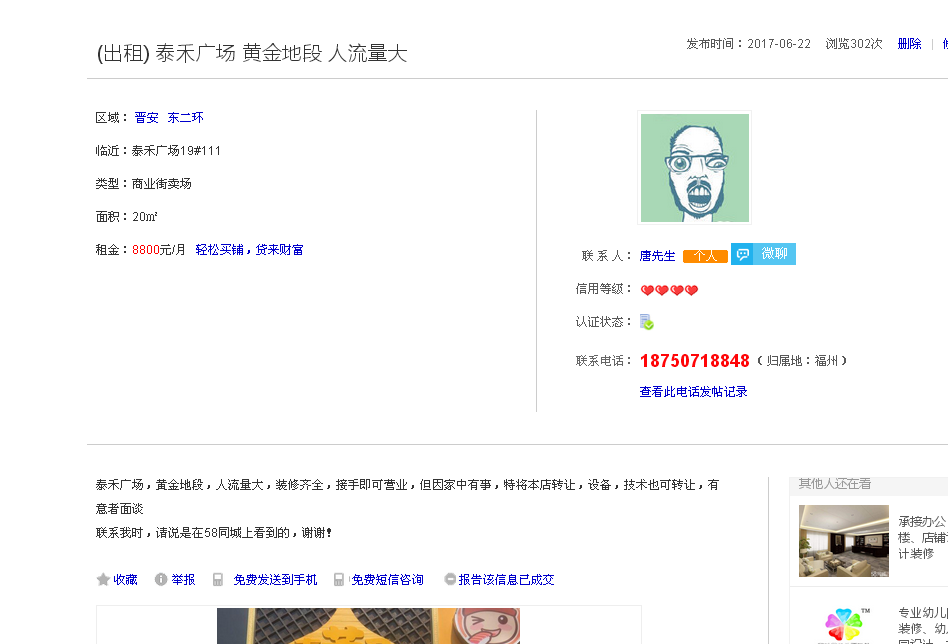 (出租) 泰禾广场 黄金地段 人流量大
发布时间：2017-06-22 浏览302次 删除 |
区域： 晋安 东二环
临近：泰禾广场19#111
类型：商业街卖场
面积：20㎡
租金：8800元/月 轻松买铺，贷来财富
联 系 人： 唐先生 个人 微聊
信用等级：
认证状态：
联系电话： 18750718848 （ 归属地：福州 ）
查看此电话发帖记录
泰禾广场，黄金地段，人流量大，装修齐全，接手即可营业，但因家中有事，特将本店转让，设备，技术也可转让，有
意者面谈
联系我时，请说是在58同城上看到的，谢谢！
收藏 举报 免费发送到手机 免费短信咨询 报告该信息已成交
其他人还在看
承接办公
楼、店铺
计装修
专业幼儿
装修、幼
TM